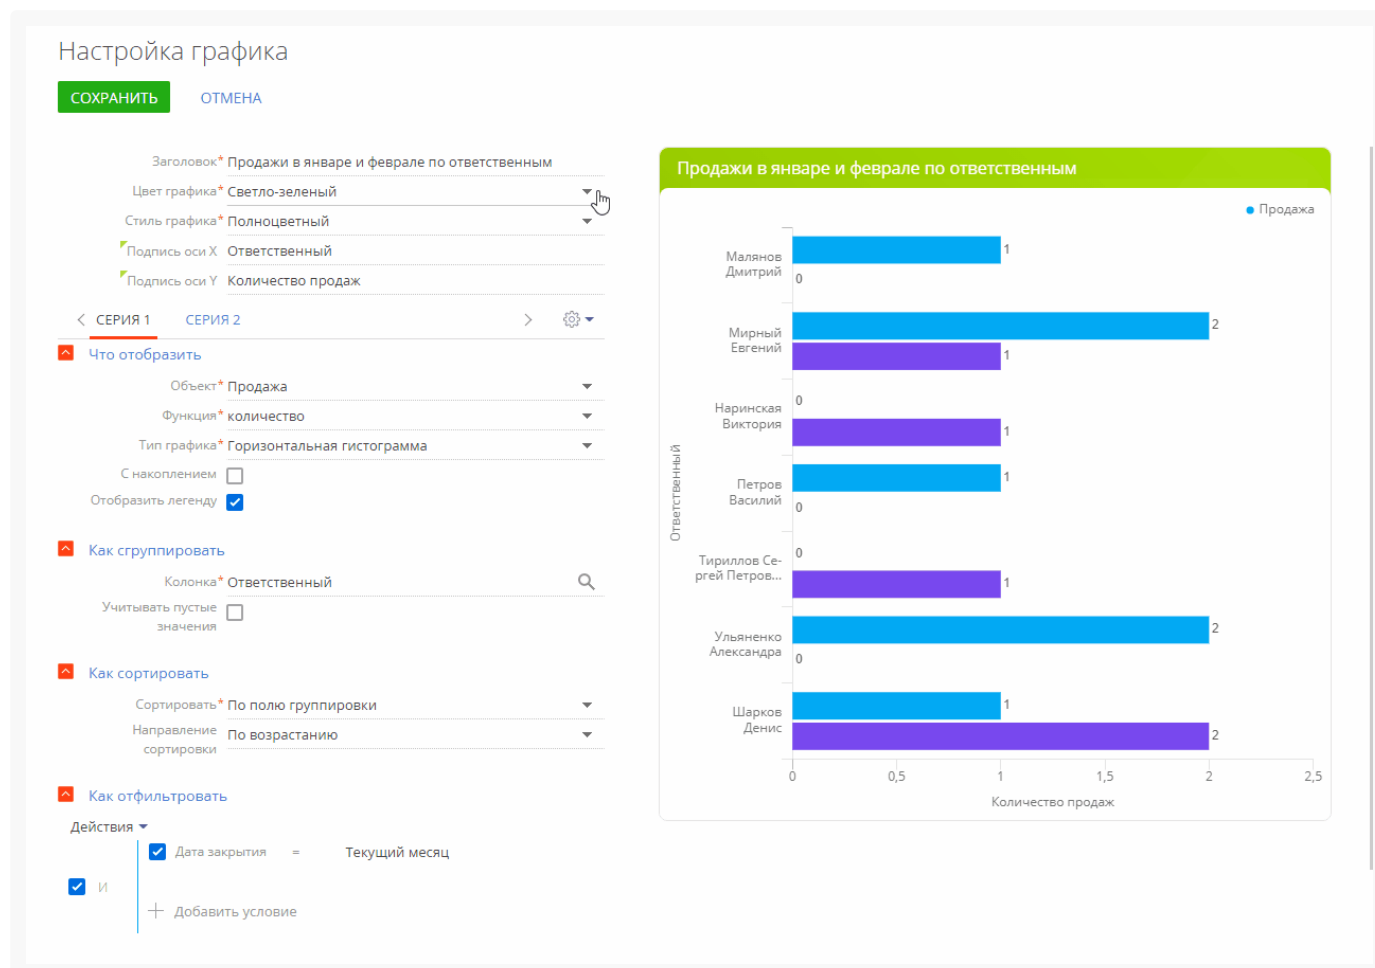 Настройка графика
СОХРАНИТЬ ОТМЕНА
Заголовок* Продажи в январе и феврале по ответственным
Цвет графика* Светло-зеленый
Стиль графика* Полноцветный
Подпись оси X Ответственный
Подпись оси Y Количество продаж
СЕРИЯ 1 СЕРИЯ 2
Что отобразить
Объект* Продажа
Функция* количество
Тип графика* Горизонтальная гистограмма
С накоплением
Отобразить легенду
Как сгруппировать
Колонка* Ответственный
Учитывать пустые
значения
Как сортировать
Сортировать* По полю группировки
Направление
сортировки
По возрастанию
Как отфильтровать
Действия
Дата закрытия = Текущий месяц
И
Добавить условие
Продажи в январе и феврале по ответственным
Продажа
Ответственный
Малянов
Дмитрий
1
0
Мирный
Евгений
2
1
Наринская
Виктория
0
1
Петров
Василий
1
0
Тириллов Се-
ргей Петров...
0
1
Ульяненко
Александра
2
0
Шарков
Денис
1
2
0 0,5 1 1,5 2 2,5
Количество продаж